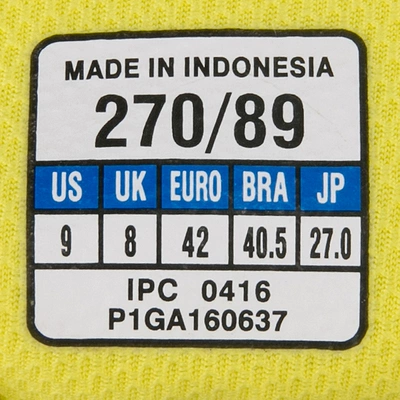 MADE IN INDONESIA
270/89
US UK EURO BRA JP
9 8 42 40.5 27.0
IPC 0416
P1GA160637